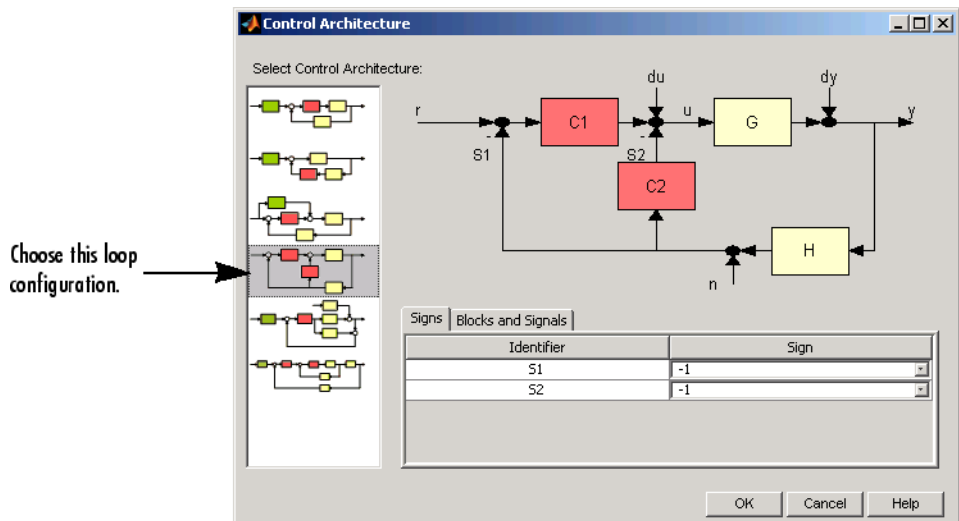 Control Architecture
Select Control Architecture:
du
dy
r
C1
u
G
y
-
S1
-
S2
C2
H
n
Choose this loop
configuration.
Signs
Blocks and Signals
Identifier
Sign
S1
-1
S2
-1
OK
Cancel
Help